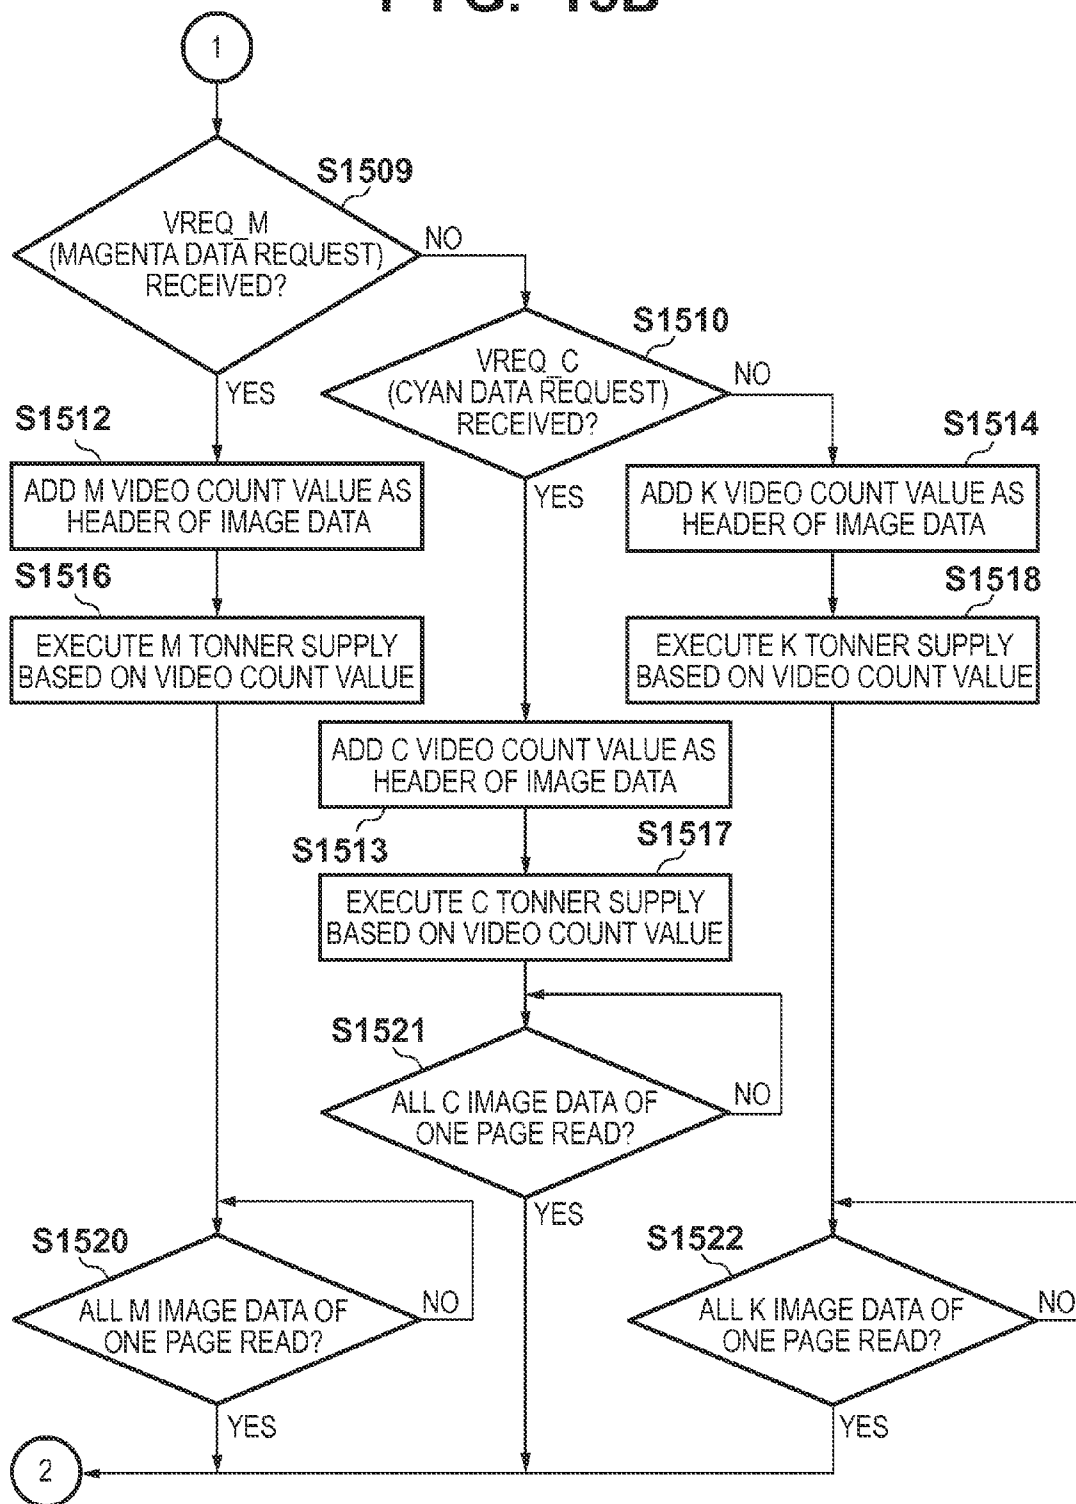 FIG. 15B
1
S1509
VREQ_M
(MAGENTA DATA REQUEST)
RECEIVED?
NO
YES
S1510
VREQ_C
(CYAN DATA REQUEST)
RECEIVED?
NO
YES
S1512
ADD M VIDEO COUNT VALUE AS
HEADER OF IMAGE DATA
S1514
ADD K VIDEO COUNT VALUE AS
HEADER OF IMAGE DATA
S1516
EXECUTE M TONNER SUPPLY
BASED ON VIDEO COUNT VALUE
S1518
EXECUTE K TONNER SUPPLY
BASED ON VIDEO COUNT VALUE
ADD C VIDEO COUNT VALUE AS
HEADER OF IMAGE DATA
S1513
S1517
EXECUTE C TONNER SUPPLY
BASED ON VIDEO COUNT VALUE
S1521
ALL C IMAGE DATA OF
ONE PAGE READ?
NO
YES
S1520
ALL M IMAGE DATA OF
ONE PAGE READ?
NO
YES
S1522
ALL K IMAGE DATA OF
ONE PAGE READ?
NO
YES
2